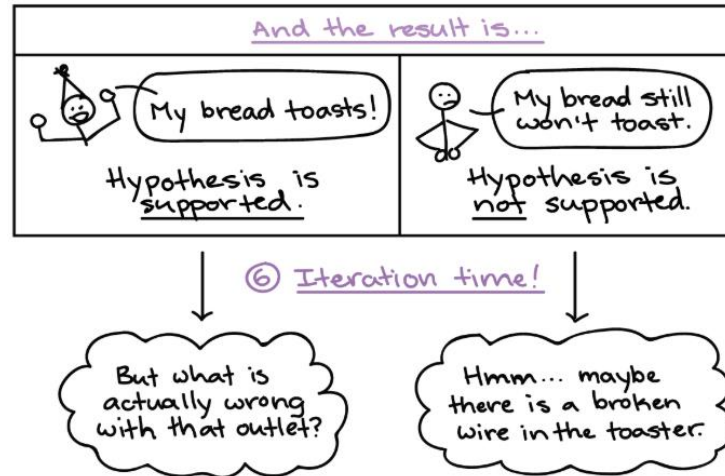 And the result is...
My bread toasts!
Hypothesis is
supported.
My bread still
won't toast.
Hypothesis is
not supported.
⑥ Iteration time!
But what is
actually wrong
with that outlet?
Hmm... maybe
there is a broken
wire in the toaster.